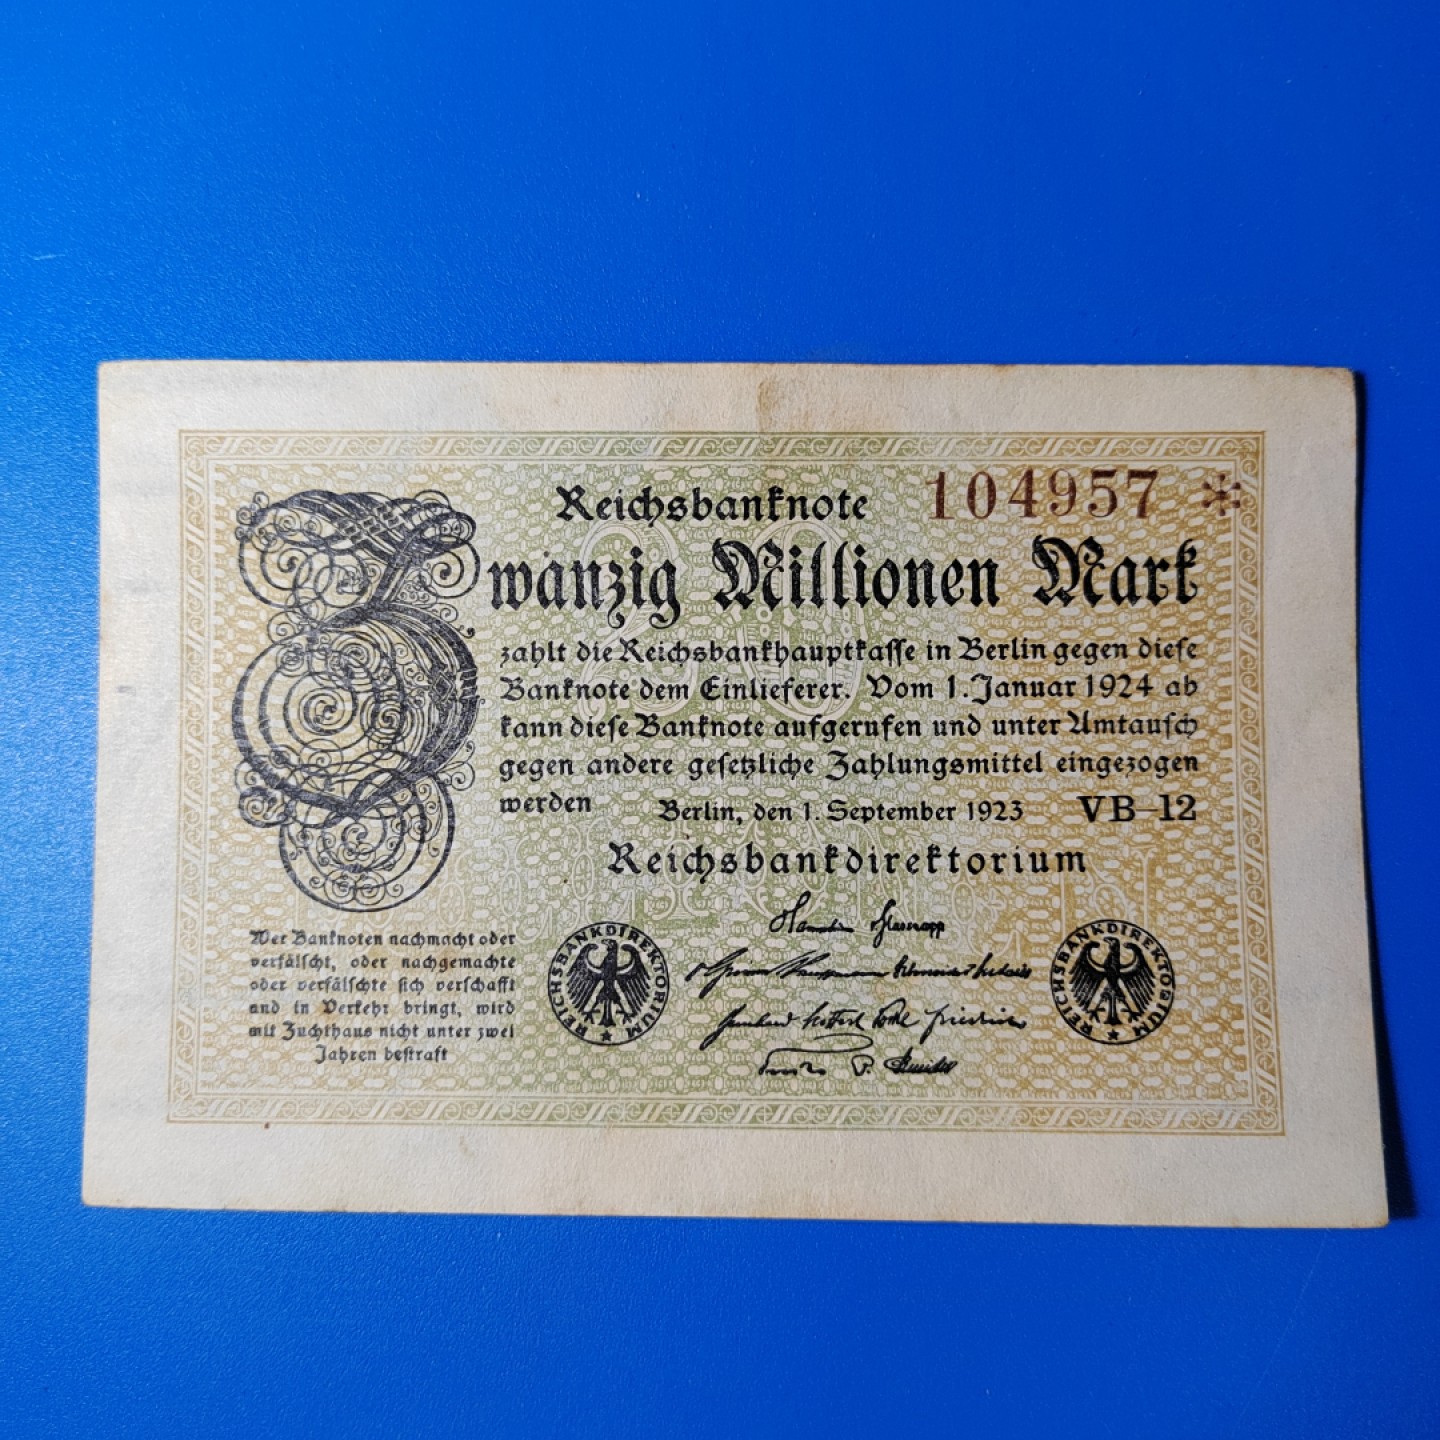 Reichsbanknote 104957 *
Zwanzig Millionen Mark
zahlt die Reichsbankhauptkasse in Berlin gegen diese
Banknote dem Einlieferer. Vom 1. Januar 1924 ab
kann diese Banknote aufgerufen und unter Umtausch
gegen andere gesetzliche Zahlungsmittel eingezogen
werden Berlin, den 1. September 1923 VB–12
Reichsbankdirektorium
Wer Banknoten nachmacht oder
verfälscht, oder nachgemachte
oder verfälschte sich verschafft
und in Verkehr bringt, wird
mit Zuchthaus nicht unter zwei
Jahren bestraft
REICHSBANKDIREKTORIUM
REICHSBANKDIREKTORIUM